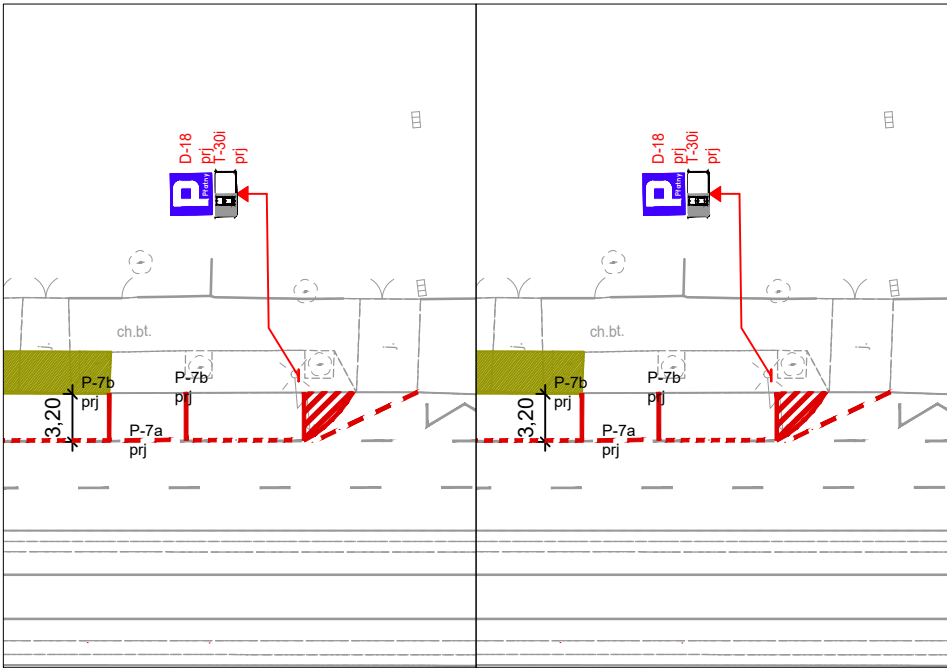 D-18
prj
T-30i
prj
Płatny
ch.bt.
j.
P-7b
prj
P-7b
prj
3,20
P-7a
prj
D-18
prj
T-30i
prj
Płatny
ch.bt.
j.
P-7b
prj
P-7b
prj
3,20
P-7a
prj